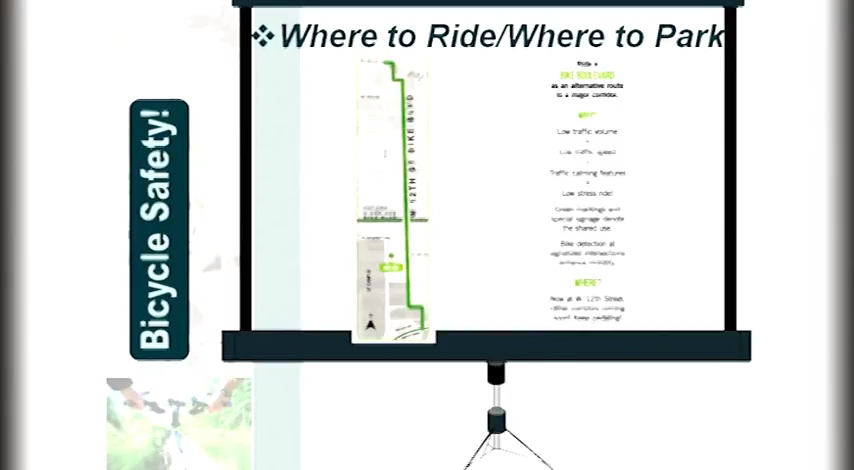 ❖ Where to Ride/Where to Park
Bicycle Safety!
W 12TH ST BIKE BLVD
Ride a
BIKE BOULEVARD
as an alternative route
to a major corridor.
WHY?
Low traffic volume
+
Low traffic speed
+
Traffic calming features
+
Low stress ride!
Green markings and
special signage denote
the shared use.
Bike detection at
signalized intersections
enhance mobility.
WHERE?
Now at W. 12th Street.
Other corridors coming
soon! Keep pedaling!